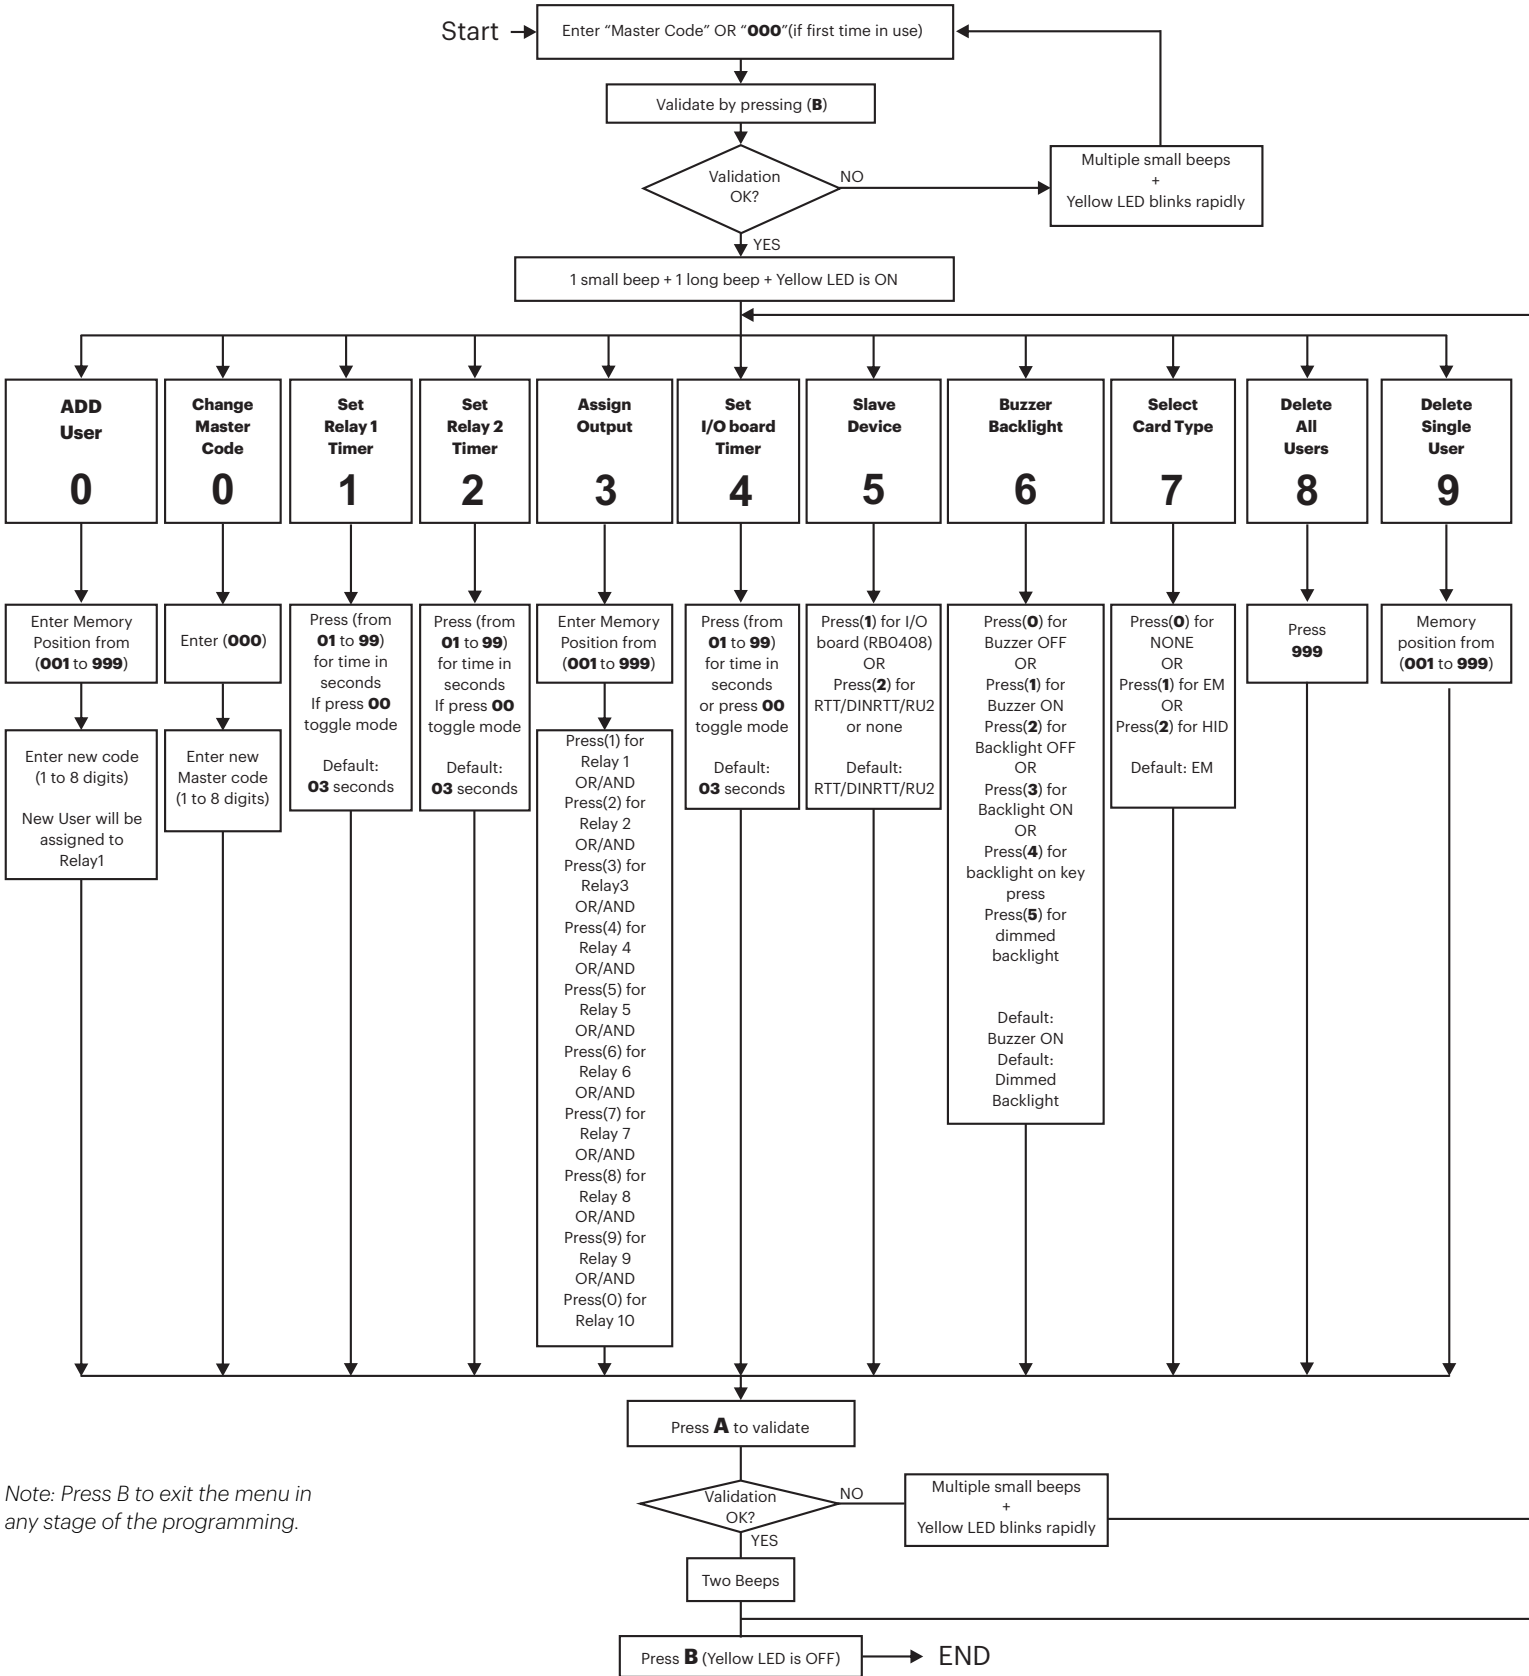 Start
Enter “Master Code” OR “000”(if first time in use)
Validate by pressing (B)
Validation
OK?
NO
Multiple small beeps
+
Yellow LED blinks rapidly
YES
1 small beep + 1 long beep + Yellow LED is ON
ADD
User
0
Change
Master
Code
0
Set
Relay 1
Timer
1
Set
Relay 2
Timer
2
Assign
Output
3
Set
I/O board
Timer
4
Slave
Device
5
Buzzer
Backlight
6
Select
Card Type
7
Delete
All
Users
8
Delete
Single
User
9
Enter Memory
Position from
(001 to 999)
Enter new code
(1 to 8 digits)
New User will be
assigned to
Relay1
Enter (000)
Enter new
Master code
(1 to 8 digits)
Press (from
01 to 99)
for time in
seconds
If press 00
toggle mode
Default:
03 seconds
Press (from
01 to 99)
for time in
seconds
If press 00
toggle mode
Default:
03 seconds
Enter Memory
Position from
(001 to 999)
Press(1) for
Relay 1
OR/AND
Press(2) for
Relay 2
OR/AND
Press(3) for
Relay3
OR/AND
Press(4) for
Relay 4
OR/AND
Press(5) for
Relay 5
OR/AND
Press(6) for
Relay 6
OR/AND
Press(7) for
Relay 7
OR/AND
Press(8) for
Relay 8
OR/AND
Press(9) for
Relay 9
OR/AND
Press(0) for
Relay 10
Press (from
01 to 99)
for time in
seconds
or press 00
toggle mode
Default:
03 seconds
Press(1) for I/O
board (RB0408)
OR
Press(2) for
RTT/DINRTT/RU2
or none
Default:
RTT/DINRTT/RU2
Press(0) for
Buzzer OFF
OR
Press(1) for
Buzzer ON
Press(2) for
Backlight OFF
OR
Press(3) for
Backlight ON
OR
Press(4) for
backlight on key
press
Press(5) for
dimmed
backlight
Default:
Buzzer ON
Default:
Dimmed
Backlight
Press(0) for
NONE
OR
Press(1) for EM
OR
Press(2) for HID
Default: EM
Press
999
Memory
position from
(001 to 999)
Press A to validate
Validation
OK?
NO
Multiple small beeps
+
Yellow LED blinks rapidly
YES
Two Beeps
Press B (Yellow LED is OFF)
END
Note: Press B to exit the menu in
any stage of the programming.